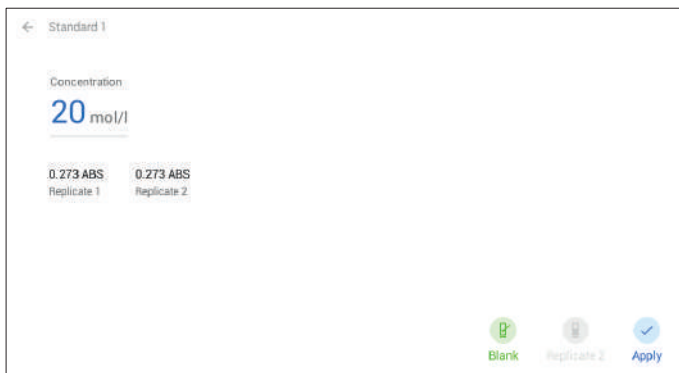 Standard 1
Concentration
20 mol/l
0.273 ABS 0.273 ABS
Replicate 1 Replicate 2
Blank Replicate 2 Apply